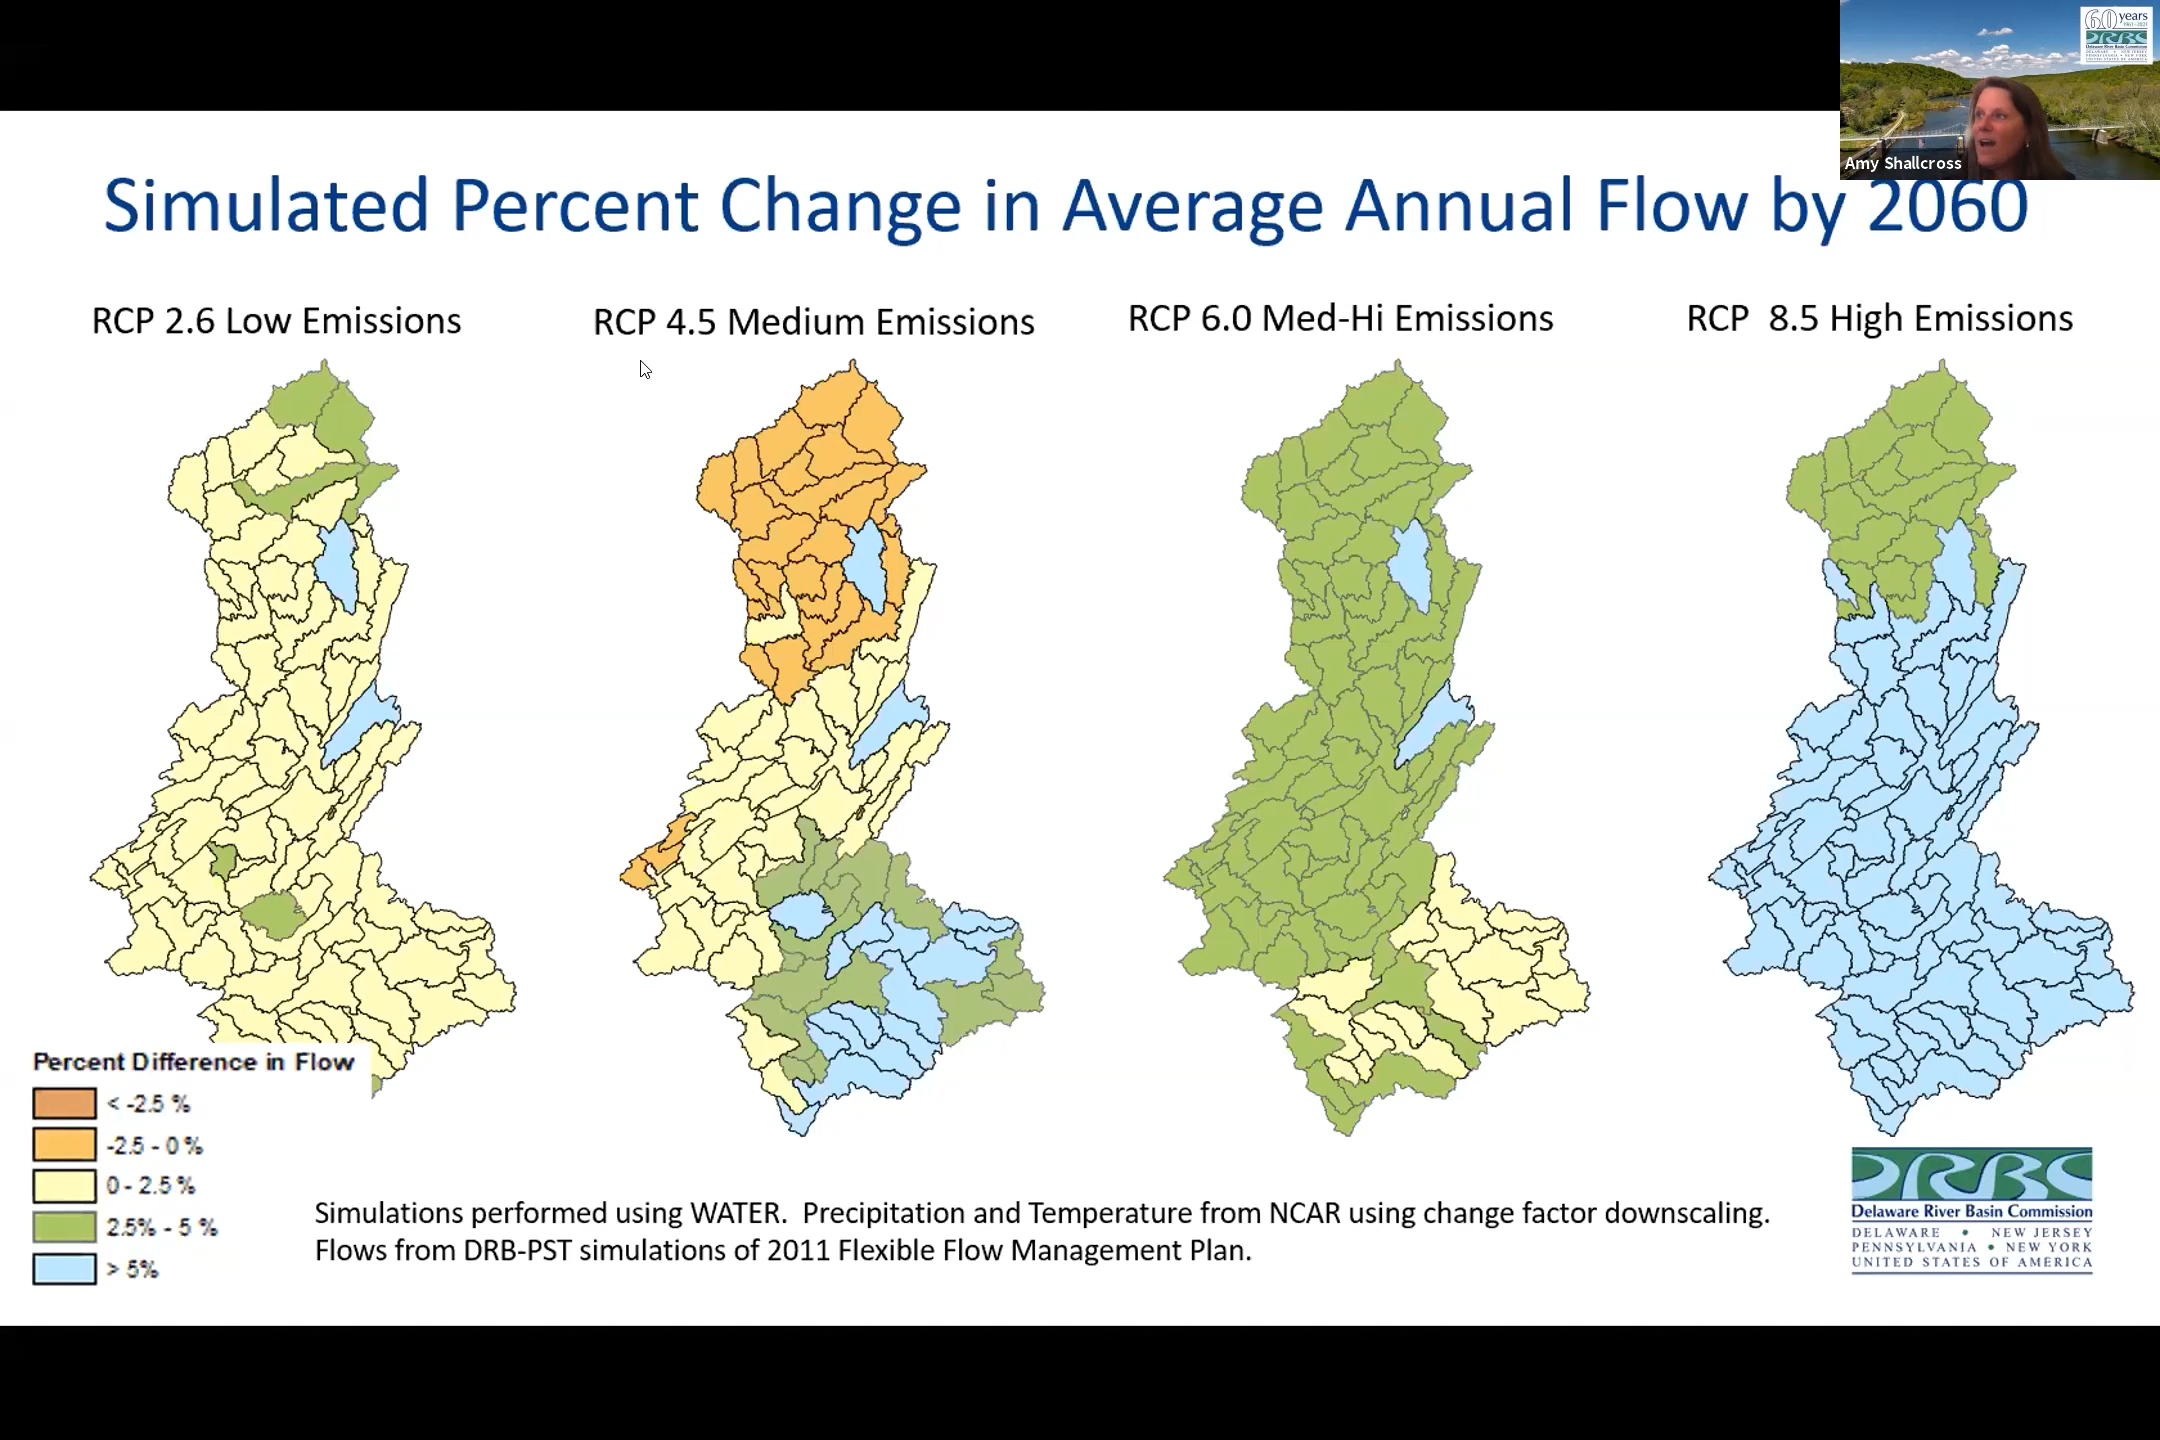 60 years
DRBC
Amy Shallcross
Simulated Percent Change in Average Annual Flow by 2060
RCP 2.6 Low Emissions
RCP 4.5 Medium Emissions
RCP 6.0 Med-Hi Emissions
RCP 8.5 High Emissions
Percent Difference in Flow
< -2.5 %
-2.5 - 0 %
0 - 2.5 %
2.5% - 5 %
> 5%
Simulations performed using WATER. Precipitation and Temperature from NCAR using change factor downscaling.
Flows from DRB-PST simulations of 2011 Flexible Flow Management Plan.
DRBC
Delaware River Basin Commission
DELAWARE • NEW JERSEY
PENNSYLVANIA • NEW YORK
UNITED STATES OF AMERICA